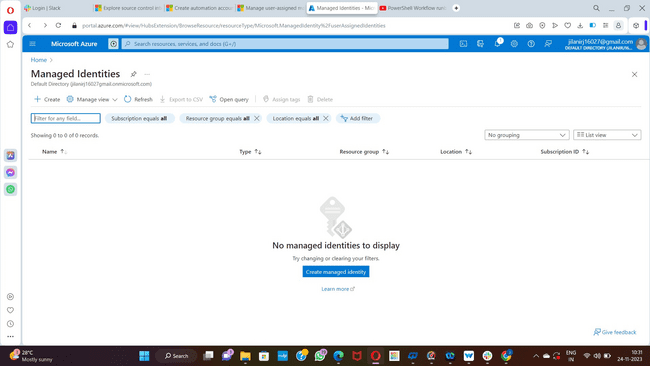 Login | Slack
Explore source control in
Create automation accou
Manage user-assigned m
Managed Identities - Mi
PowerShell Workflow run
portal.azure.com/#view/HubsExtension/BrowseResource/resourceType/Microsoft.ManagedIdentity%2FuserAssignedIdentities
Microsoft Azure
Search resources, services, and docs (G+/)
1
jilanirj16027@gmail.com
DEFAULT DIRECTORY (JILANIRJ16...
Home
Managed Identities
Default Directory (jilanirj16027gmail.onmicrosoft.com)
Create
Manage view
Refresh
Export to CSV
Open query
Assign tags
Delete
Filter for any field...
Subscription equals all
Resource group equals all
Location equals all
Add filter
Showing 0 to 0 of 0 records.
No grouping
List view
Name
Type
Resource group
Location
Subscription ID
No managed identities to display
Try changing or clearing your filters.
Create managed identity
Learn more
Give feedback
28°C
Mostly sunny
Search
ENG
IN
10:31
24-11-2023